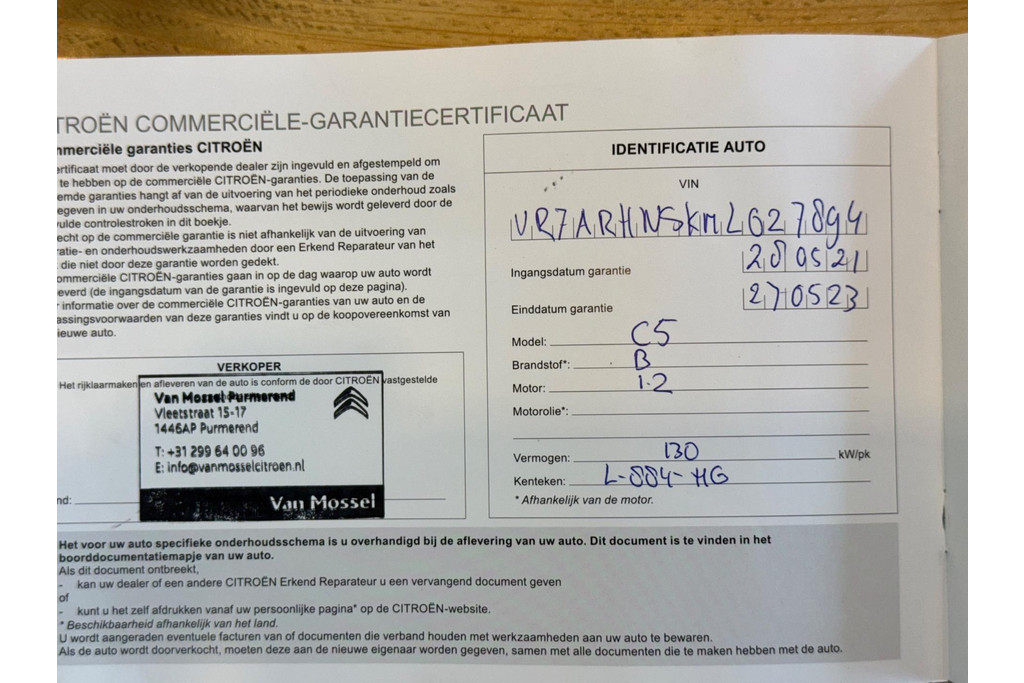 TROËN COMMERCIËLE-GARANTIECERTIFICAAT
mmerciële garanties CITROËN
ertificaat moet door de verkopende dealer zijn ingevuld en afgestempeld om
te hebben op de commerciële CITROËN-garanties. De toepassing van de
emde garanties hangt af van de uitvoering van het periodieke onderhoud zoals
egeven in uw onderhoudsschema, waarvan het bewijs wordt geleverd door de
vulde controlestroken in dit boekje.
echt op de commerciële garantie is niet afhankelijk van de uitvoering van
atie- en onderhoudswerkzaamheden door een Erkend Reparateur van het
die niet door deze garantie worden gedekt.
ommerciële CITROËN-garanties gaan in op de dag waarop uw auto wordt
everd (de ingangsdatum van de garantie is ingevuld op deze pagina).
r informatie over de commerciële CITROËN-garanties van uw auto en de
assingsvoorwaarden van deze garanties vindt u op de koopovereenkomst van
ieuwe auto.
VERKOPER
Het rijklaarmaken en afleveren van de auto is conform de door CITROËN vastgestelde
Van Mossel Purmerend
Vleetstraat 15-17
1446AP Purmerend
T: +31 299 64 00 96
E: info@vanmosselcitroen.nl
Van Mossel
nd:
IDENTIFICATIE AUTO
VIN
VR7ARHNSKML627894
Ingangsdatum garantie 280521
Einddatum garantie 270523
Model: C5
Brandstof*: B
Motor: 1.2
Motorolie*:
Vermogen: 130 kW/pk
Kenteken: L-884-HG
* Afhankelijk van de motor.
Het voor uw auto specifieke onderhoudsschema is u overhandigd bij de aflevering van uw auto. Dit document is te vinden in het
boorddocumentatiemapje van uw auto.
Als dit document ontbreekt,
- kan uw dealer of een andere CITROËN Erkend Reparateur u een vervangend document geven
of
- kunt u het zelf afdrukken vanaf uw persoonlijke pagina* op de CITROËN-website.
* Beschikbaarheid afhankelijk van het land.
U wordt aangeraden eventuele facturen van of documenten die verband houden met werkzaamheden aan uw auto te bewaren.
Als de auto wordt doorverkocht, moeten deze aan de nieuwe eigenaar worden gegeven, samen met alle documenten die te maken hebben met de auto.